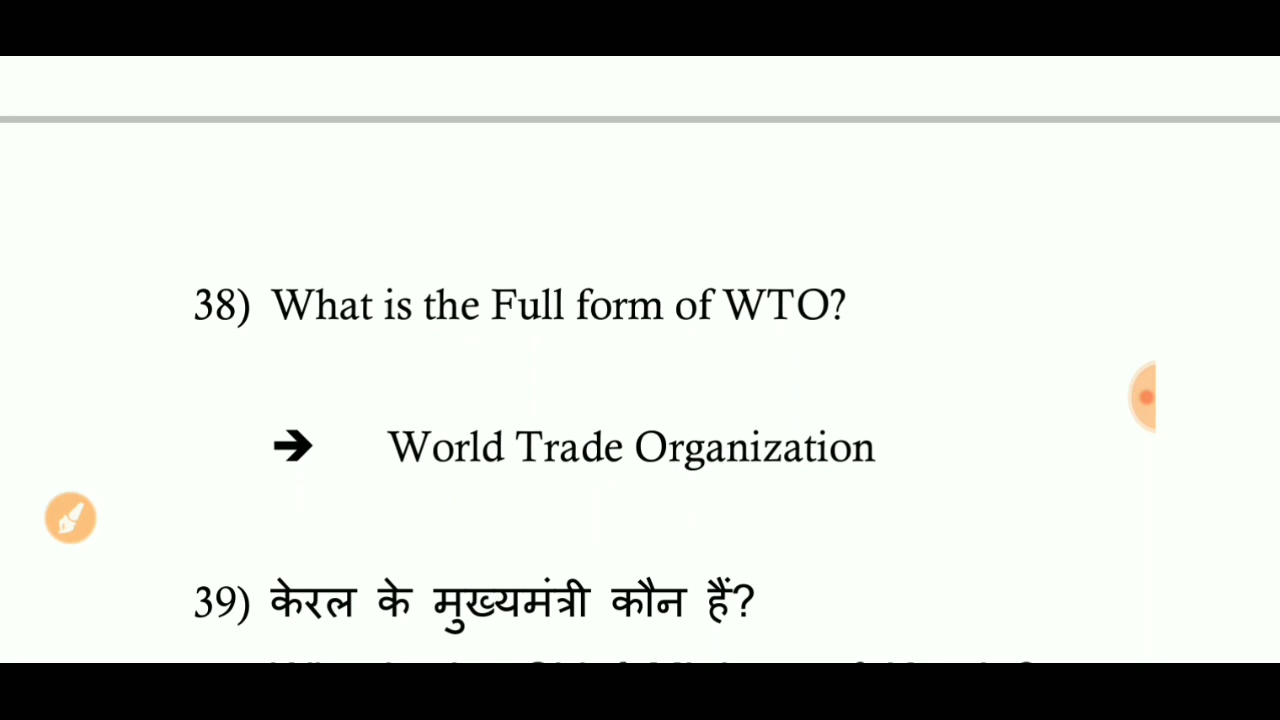 38) What is the Full form of WTO?
➔ World Trade Organization
39) केरल के मुख्यमंत्री कौन हैं?